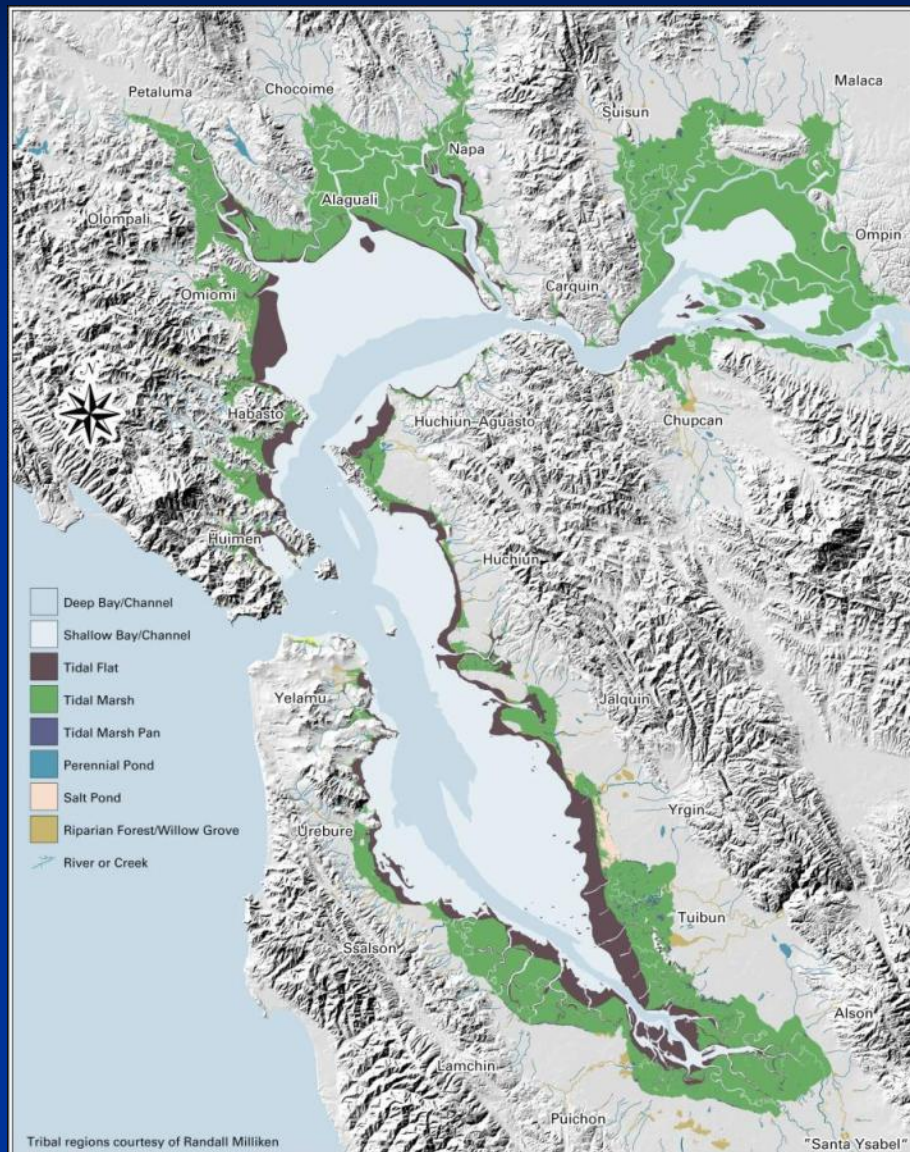 Malaca
Petaluma
Chocoime
Suisun
Napa
Alaguali
Olompali
Ompin
Omiomi
Carquin
N
Habasto
Huchiun-Aguasto
Chupcan
Huimen
Huchiun
Deep Bay/Channel
Shallow Bay/Channel
Tidal Flat
Tidal Marsh
Tidal Marsh Pan
Perennial Pond
Salt Pond
Riparian Forest/Willow Grove
River or Creek
Yelamu
Jalquin
Yrgin
Urebure
Tuibun
Ssalson
Alson
Lamchin
Puichon
"Santa Ysabel"
Tribal regions courtesy of Randall Milliken